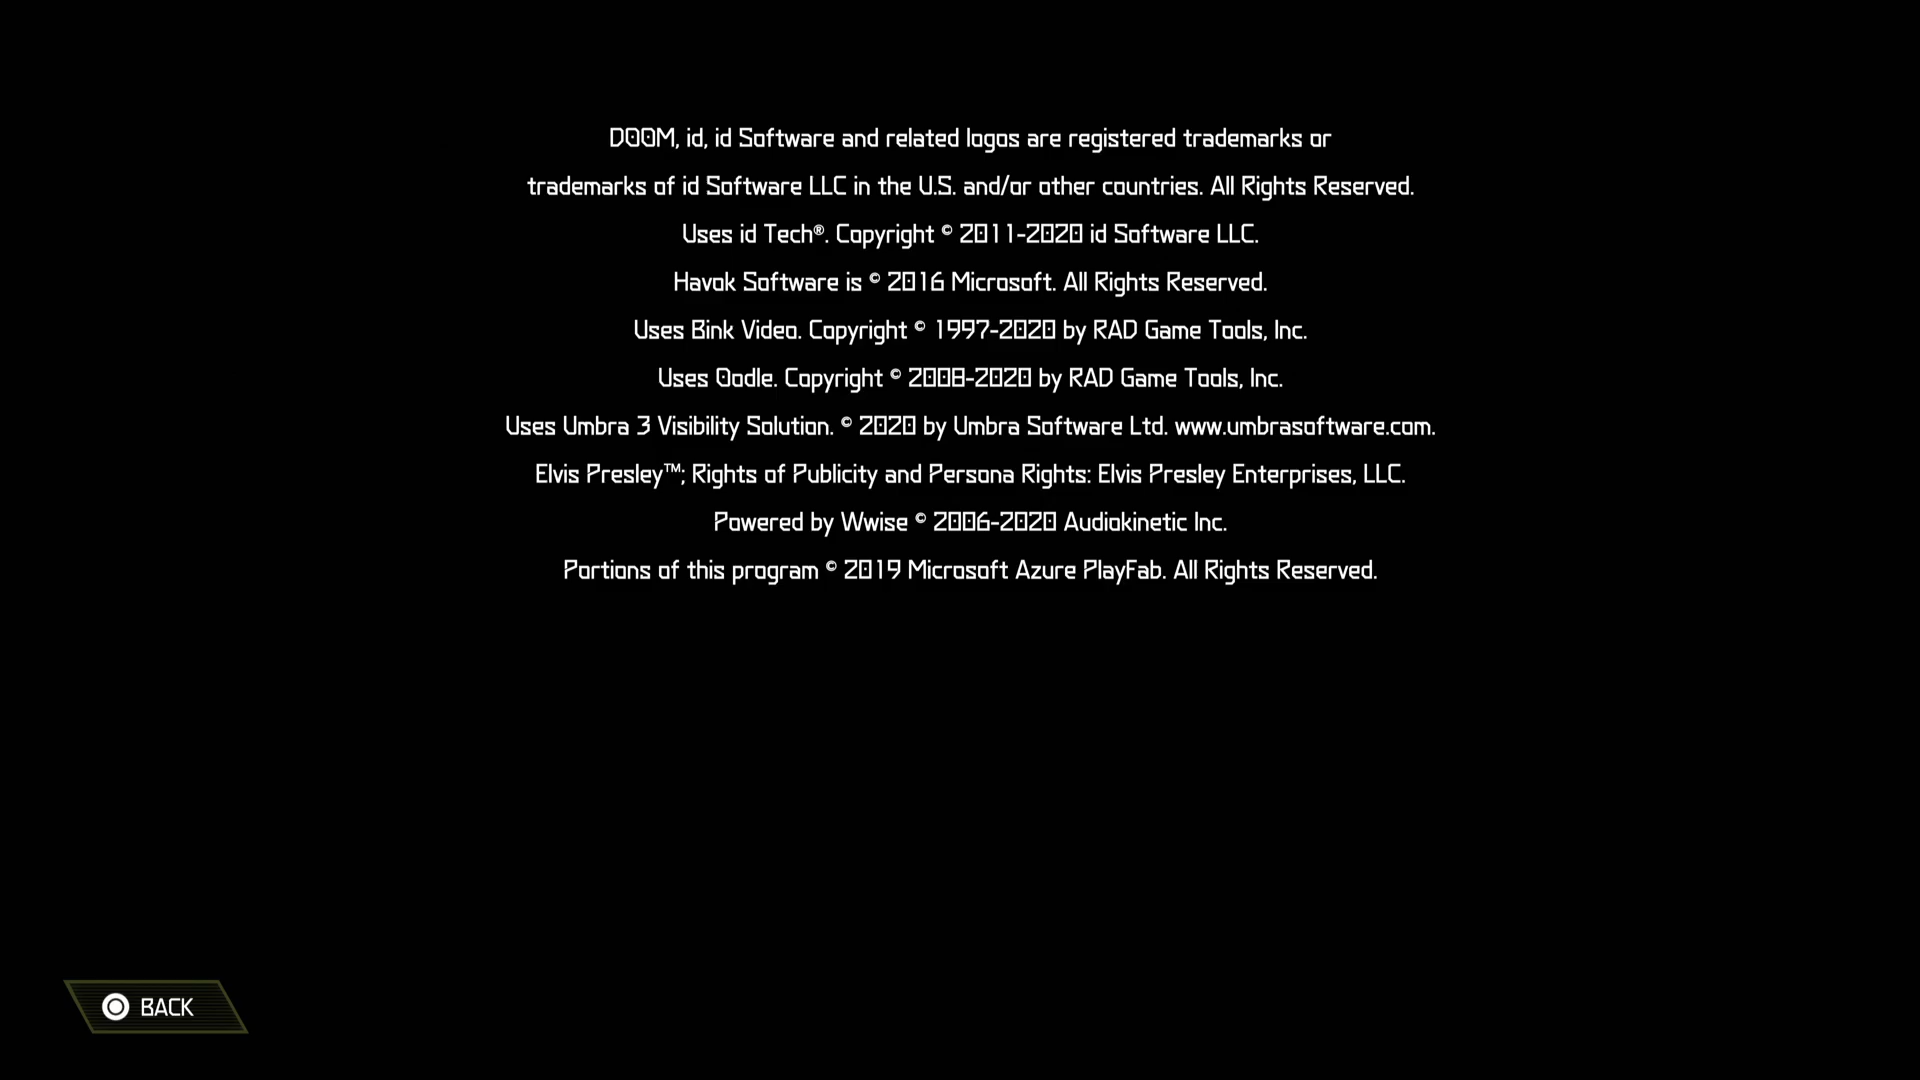 DOOM, id, id Software and related logos are registered trademarks or
trademarks of id Software LLC in the U.S. and/or other countries. All Rights Reserved.
Uses id Tech®. Copyright © 2011-2020 id Software LLC.
Havok Software is © 2016 Microsoft. All Rights Reserved.
Uses Bink Video. Copyright © 1997-2020 by RAD Game Tools, Inc.
Uses Oodle. Copyright © 2008-2020 by RAD Game Tools, Inc.
Uses Umbra 3 Visibility Solution. © 2020 by Umbra Software Ltd. www.umbrasoftware.com.
Elvis Presley™; Rights of Publicity and Persona Rights: Elvis Presley Enterprises, LLC.
Powered by Wwise © 2006-2020 Audiokinetic Inc.
Portions of this program © 2019 Microsoft Azure PlayFab. All Rights Reserved.
BACK